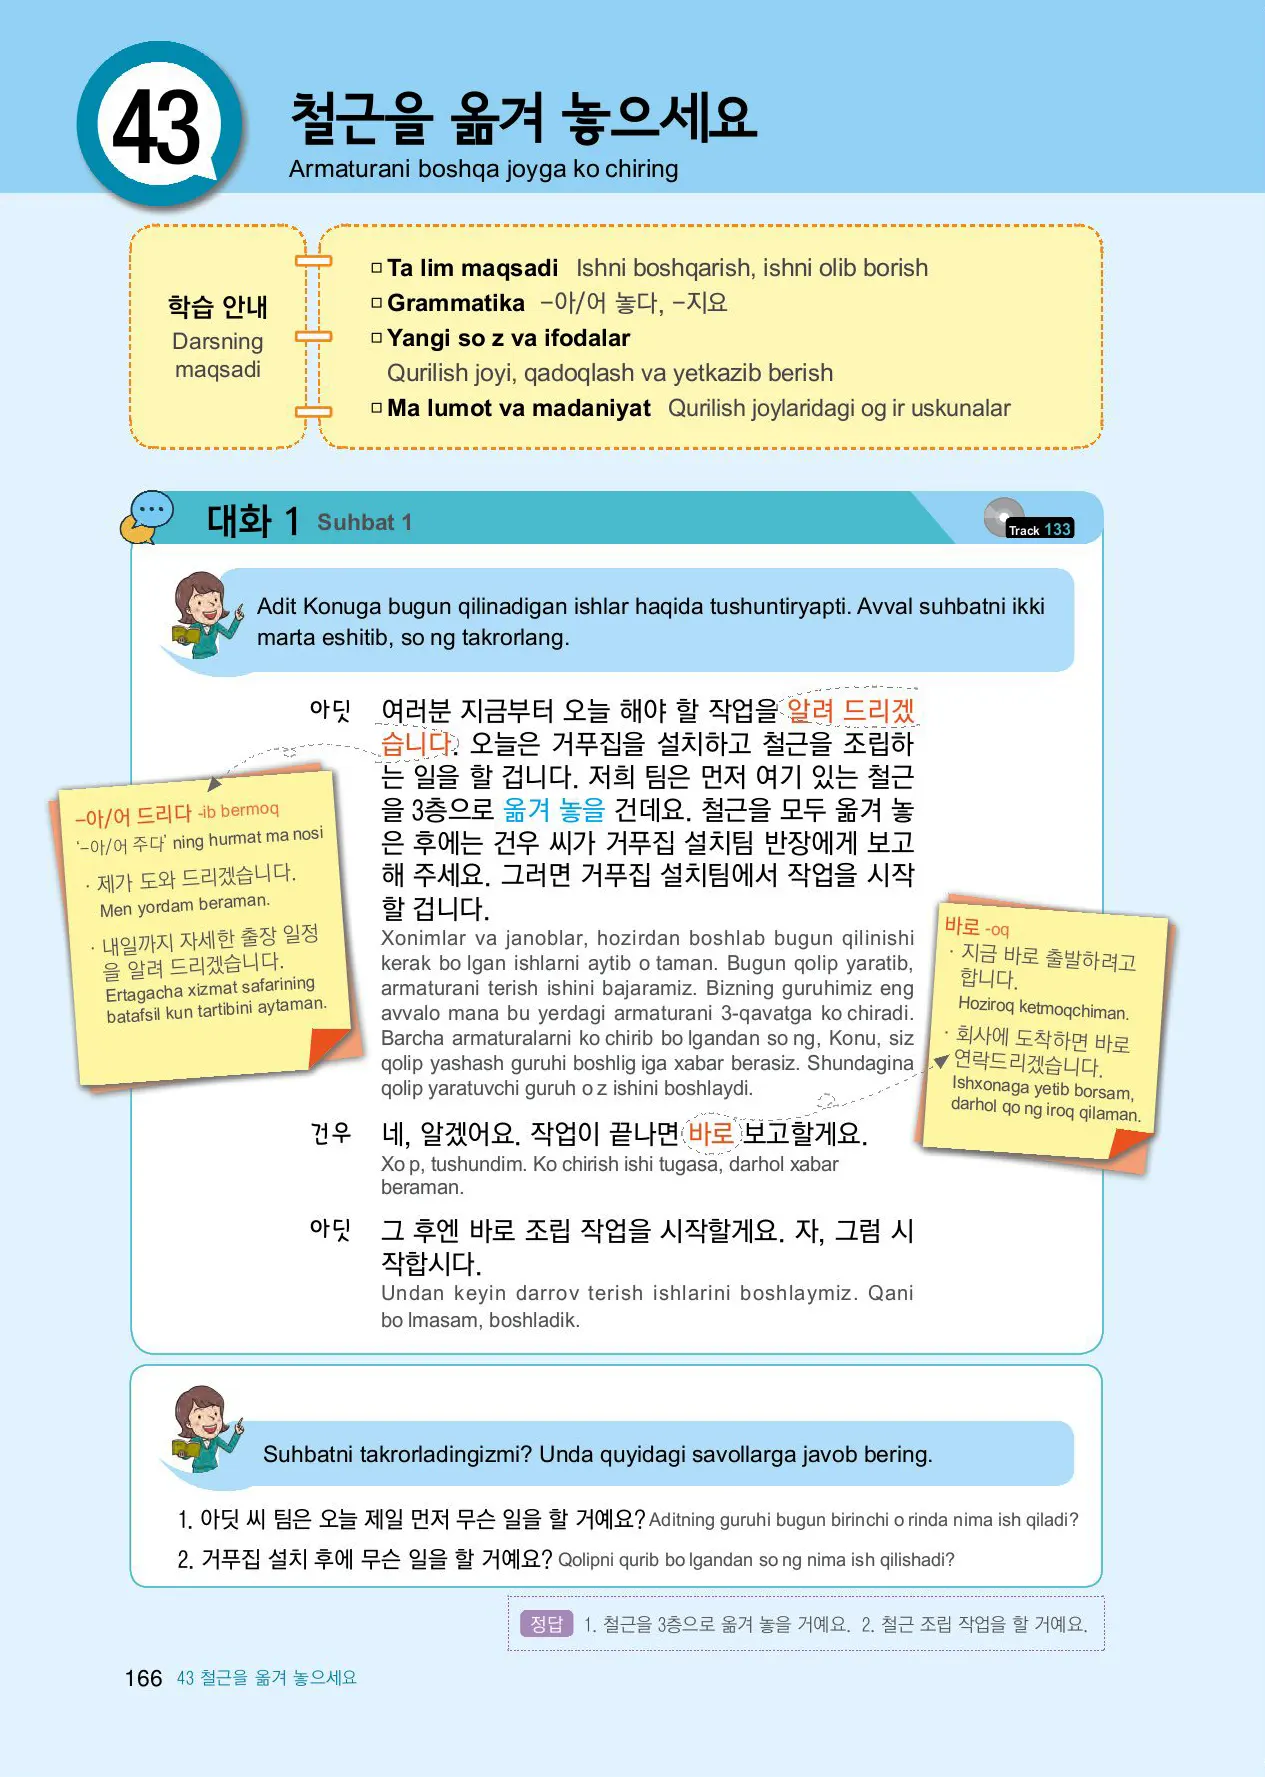 43
철근을 옮겨 놓으세요
Armaturani boshqa joyga ko chiring
학습 안내
Darsning
maqsadi
Ta lim maqsadi Ishni boshqarish, ishni olib borish
Grammatika –아/어 놓다, –지요
Yangi so z va ifodalar
Qurilish joyi, qadoqlash va yetkazib berish
Ma lumot va madaniyat Qurilish joylaridagi og ir uskunalar
대화 1 Suhbat 1
Track 133
Adit Konuga bugun qilinadigan ishlar haqida tushuntiryapti. Avval suhbatni ikki
marta eshitib, so ng takrorlang.
아딧 여러분 지금부터 오늘 해야 할 작업을 알려 드리겠
습니다. 오늘은 거푸집을 설치하고 철근을 조립하
는 일을 할 겁니다. 저희 팀은 먼저 여기 있는 철근
을 3층으로 옮겨 놓을 건데요. 철근을 모두 옮겨 놓
은 후에는 건우 씨가 거푸집 설치팀 반장에게 보고
해 주세요. 그러면 거푸집 설치팀에서 작업을 시작
할 겁니다.
Xonimlar va janoblar, hozirdan boshlab bugun qilinishi
kerak bo lgan ishlarni aytib o taman. Bugun qolip yaratib,
armaturani terish ishini bajaramiz. Bizning guruhimiz eng
avvalo mana bu yerdagi armaturani 3-qavatga ko chiradi.
Barcha armaturalarni ko chirib bo lgandan so ng, Konu, siz
qolip yashash guruhi boshlig iga xabar berasiz. Shundagina
qolip yaratuvchi guruh o z ishini boshlaydi.
건우 네, 알겠어요. 작업이 끝나면 바로 보고할게요.
Xo p, tushundim. Ko chirish ishi tugasa, darhol xabar
beraman.
아딧 그 후엔 바로 조립 작업을 시작할게요. 자, 그럼 시
작합시다.
Undan keyin darrov terish ishlarini boshlaymiz. Qani
bo lmasam, boshladik.
–아/어 드리다 -ib bermoq
‘–아/어 주다’ ning hurmat ma nosi
· 제가 도와 드리겠습니다.
Men yordam beraman.
· 내일까지 자세한 출장 일정
을 알려 드리겠습니다.
Ertagacha xizmat safarining
batafsil kun tartibini aytaman.
바로 -oq
· 지금 바로 출발하려고
합니다.
Hoziroq ketmoqchiman.
· 회사에 도착하면 바로
연락드리겠습니다.
Ishxonaga yetib borsam,
darhol qo ng iroq qilaman.
Suhbatni takrorladingizmi? Unda quyidagi savollarga javob bering.
1. 아딧 씨 팀은 오늘 제일 먼저 무슨 일을 할 거예요? Aditning guruhi bugun birinchi o rinda nima ish qiladi?
2. 거푸집 설치 후에 무슨 일을 할 거예요? Qolipni qurib bo lgandan so ng nima ish qilishadi?
정답 1. 철근을 3층으로 옮겨 놓을 거예요. 2. 철근 조립 작업을 할 거예요.
166 43 철근을 옮겨 놓으세요